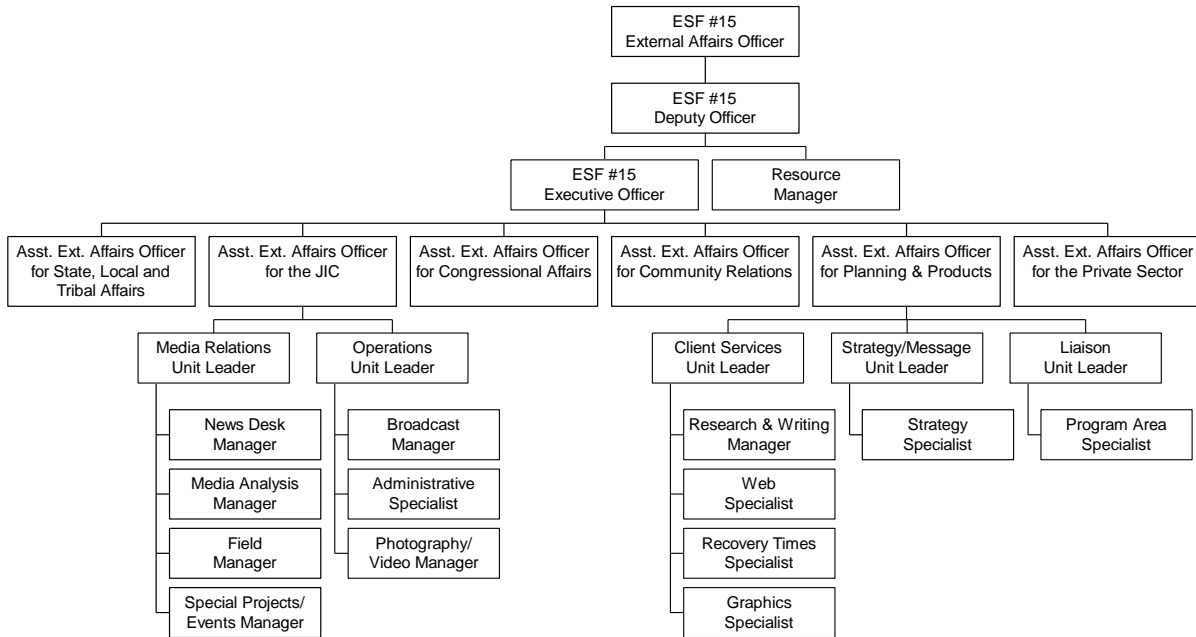 ESF #15
External Affairs Officer
ESF #15
Deputy Officer
ESF #15
Executive Officer
Resource
Manager
Asst. Ext. Affairs Officer
for State, Local and
Tribal Affairs
Asst. Ext. Affairs Officer
for the JIC
Asst. Ext. Affairs Officer
for Congressional Affairs
Asst. Ext. Affairs Officer
for Community Relations
Asst. Ext. Affairs Officer
for Planning & Products
Asst. Ext. Affairs Officer
for the Private Sector
Media Relations
Unit Leader
Operations
Unit Leader
Client Services
Unit Leader
Strategy/Message
Unit Leader
Liaison
Unit Leader
News Desk
Manager
Media Analysis
Manager
Field
Manager
Special Projects/
Events Manager
Broadcast
Manager
Administrative
Specialist
Photography/
Video Manager
Research & Writing
Manager
Web
Specialist
Recovery Times
Specialist
Graphics
Specialist
Strategy
Specialist
Program Area
Specialist